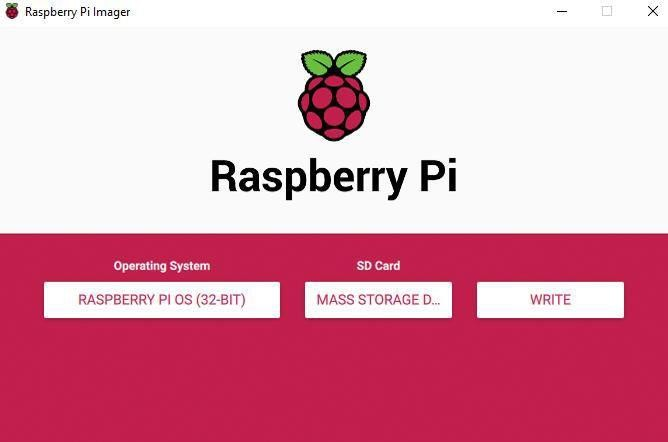 Raspberry Pi Imager
Raspberry Pi
Operating System
SD Card
RASPBERRY PI OS (32-BIT)
MASS STORAGE D...
WRITE